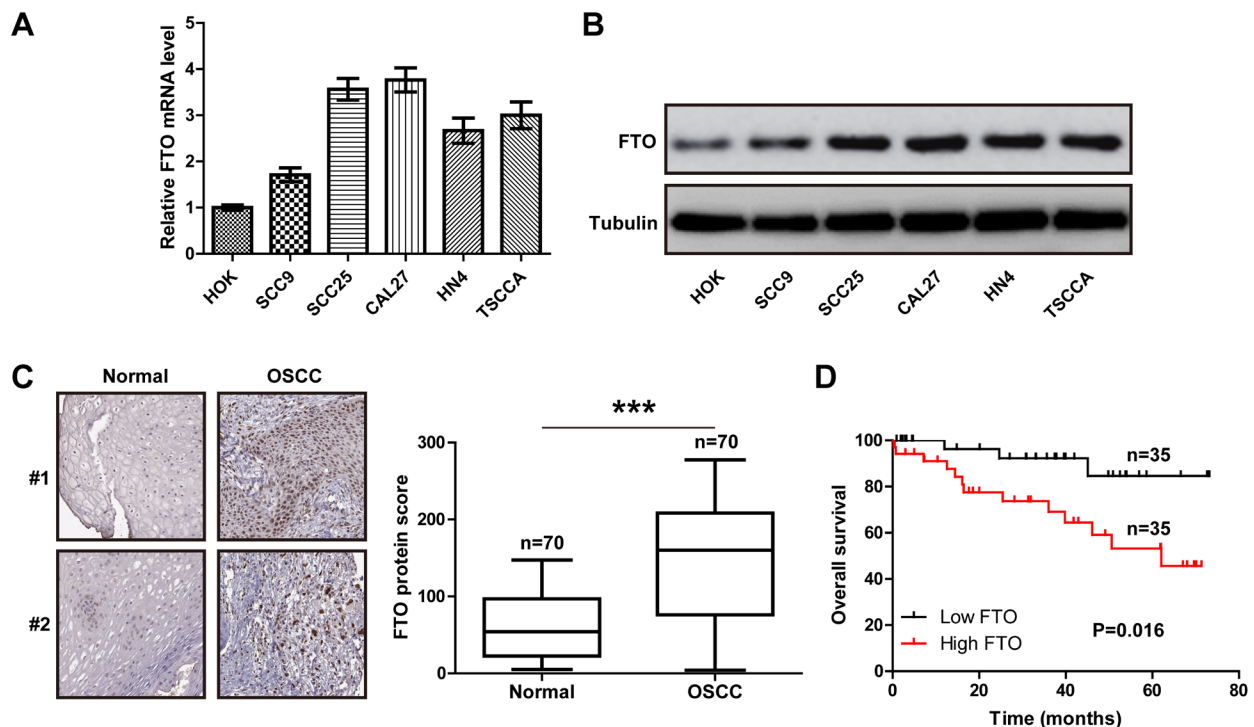 A
Relative FTO mRNA level
5
4
3
2
1
0
HOK
SCC9
SCC25
CAL27
HN4
TSCCA
B
FTO
Tubulin
HOK
SCC9
SCC25
CAL27
HN4
TSCCA
C
Normal
OSCC
#1
#2
FTO protein score
300
200
100
0
***
n=70
n=70
Normal
OSCC
D
Overall survival
100
80
60
40
20
0
n=35
n=35
Low FTO
High FTO
P=0.016
0
20
40
60
80
Time (months)